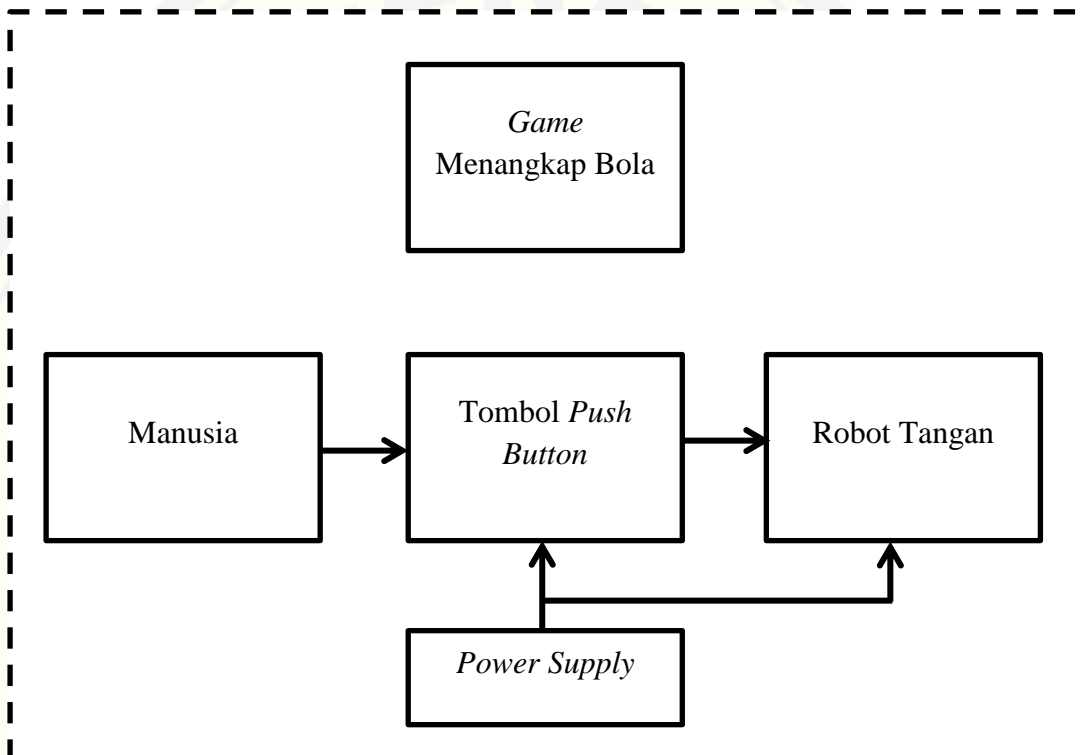 Game
Menangkap Bola
Manusia
Tombol Push
Button
Robot Tangan
Power Supply